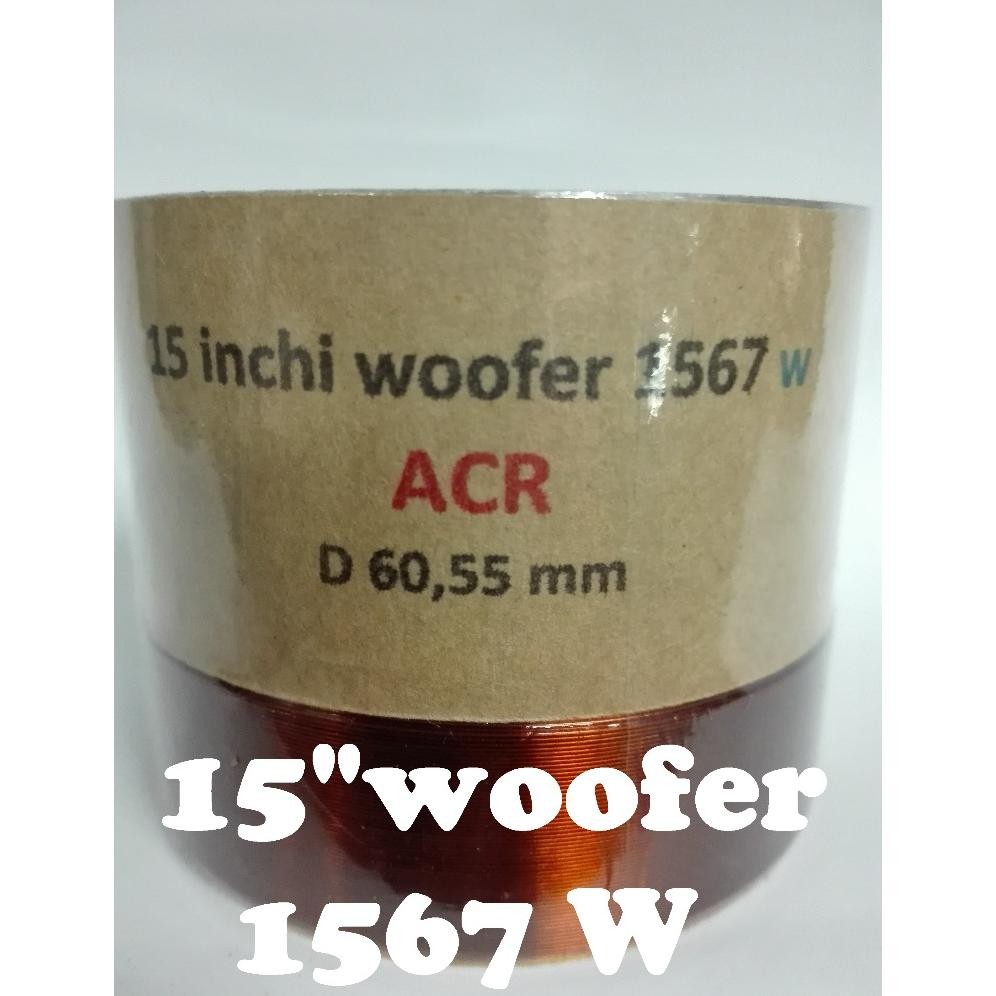 15 inchi woofer 1567 w
ACR
D 60,55 mm
15"woofer
1567 W